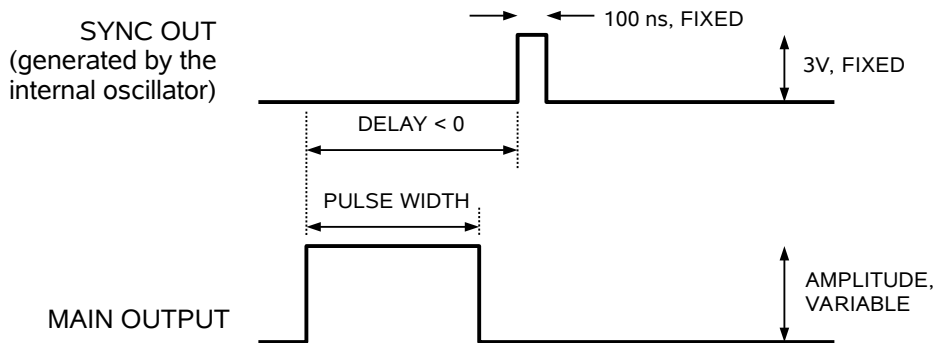 SYNC OUT
(generated by the
internal oscillator)
100 ns, FIXED
3V, FIXED
DELAY < 0
PULSE WIDTH
MAIN OUTPUT
AMPLITUDE,
VARIABLE